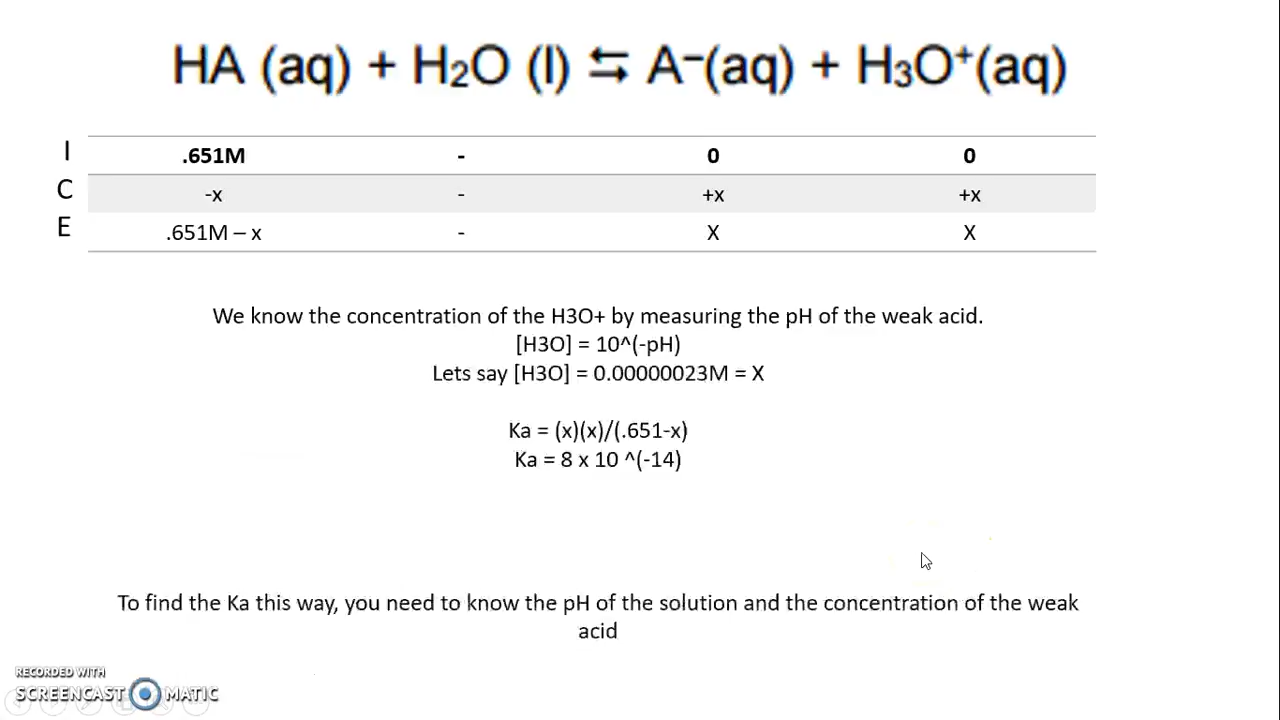 HA (aq) + H₂O (l) ⇆ A⁻(aq) + H₃O⁺(aq)
I .651M - 0 0
C -x - +x +x
E .651M – x - X X
We know the concentration of the H3O+ by measuring the pH of the weak acid.
[H3O] = 10^(-pH)
Lets say [H3O] = 0.00000023M = X
Ka = (x)(x)/(.651-x)
Ka = 8 x 10 ^(-14)
To find the Ka this way, you need to know the pH of the solution and the concentration of the weak
acid
RECORDED WITH
SCREENCAST MATIC